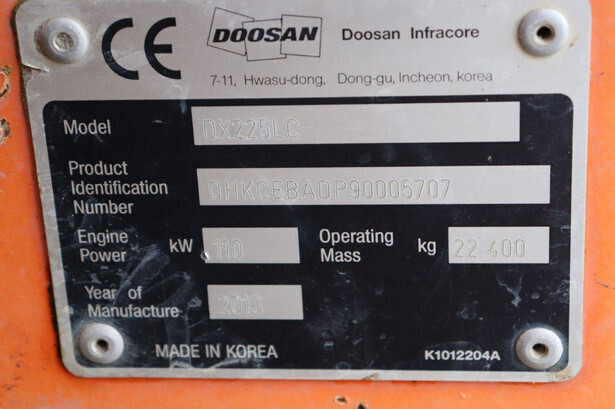 CE DOOSAN Doosan Infracore
7-11, Hwasu-dong, Dong-gu, Incheon, korea
Model DX225LC
Product
Identification
Number DHKCEBADP90005707
Engine
Power kW 110 Operating
Mass kg 22 400
Year of
Manufacture 2010
MADE IN KOREA K1012204A